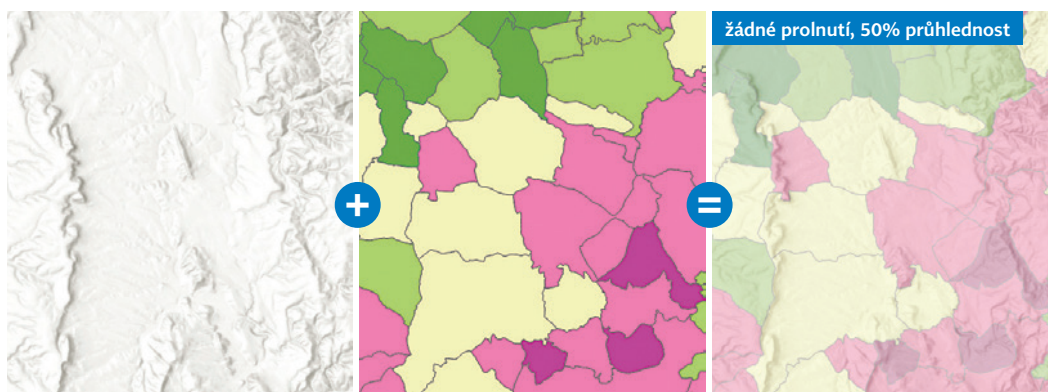 žádné prolnutí, 50% průhlednost
+
=